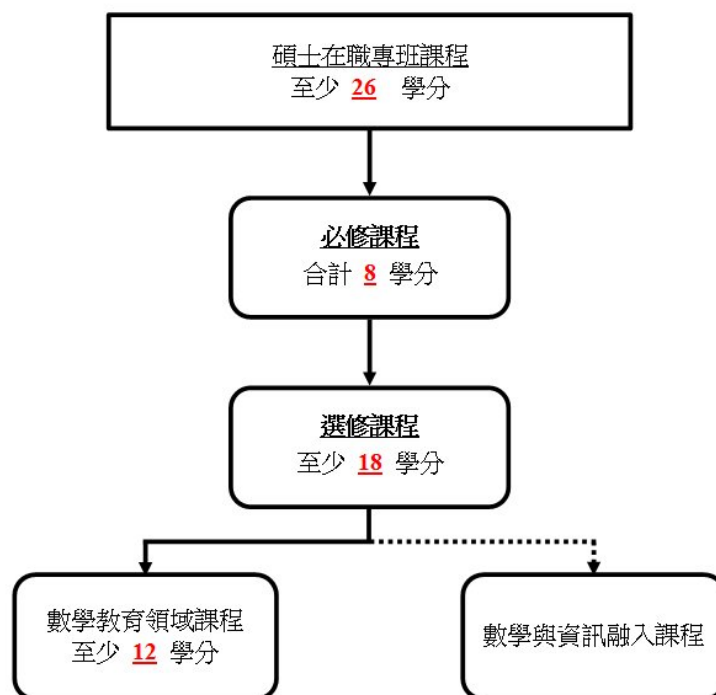 碩士在職專班課程
至少 26 學分
必修課程
合計 8 學分
選修課程
至少 18 學分
數學教育領域課程
至少 12 學分
數學與資訊融入課程